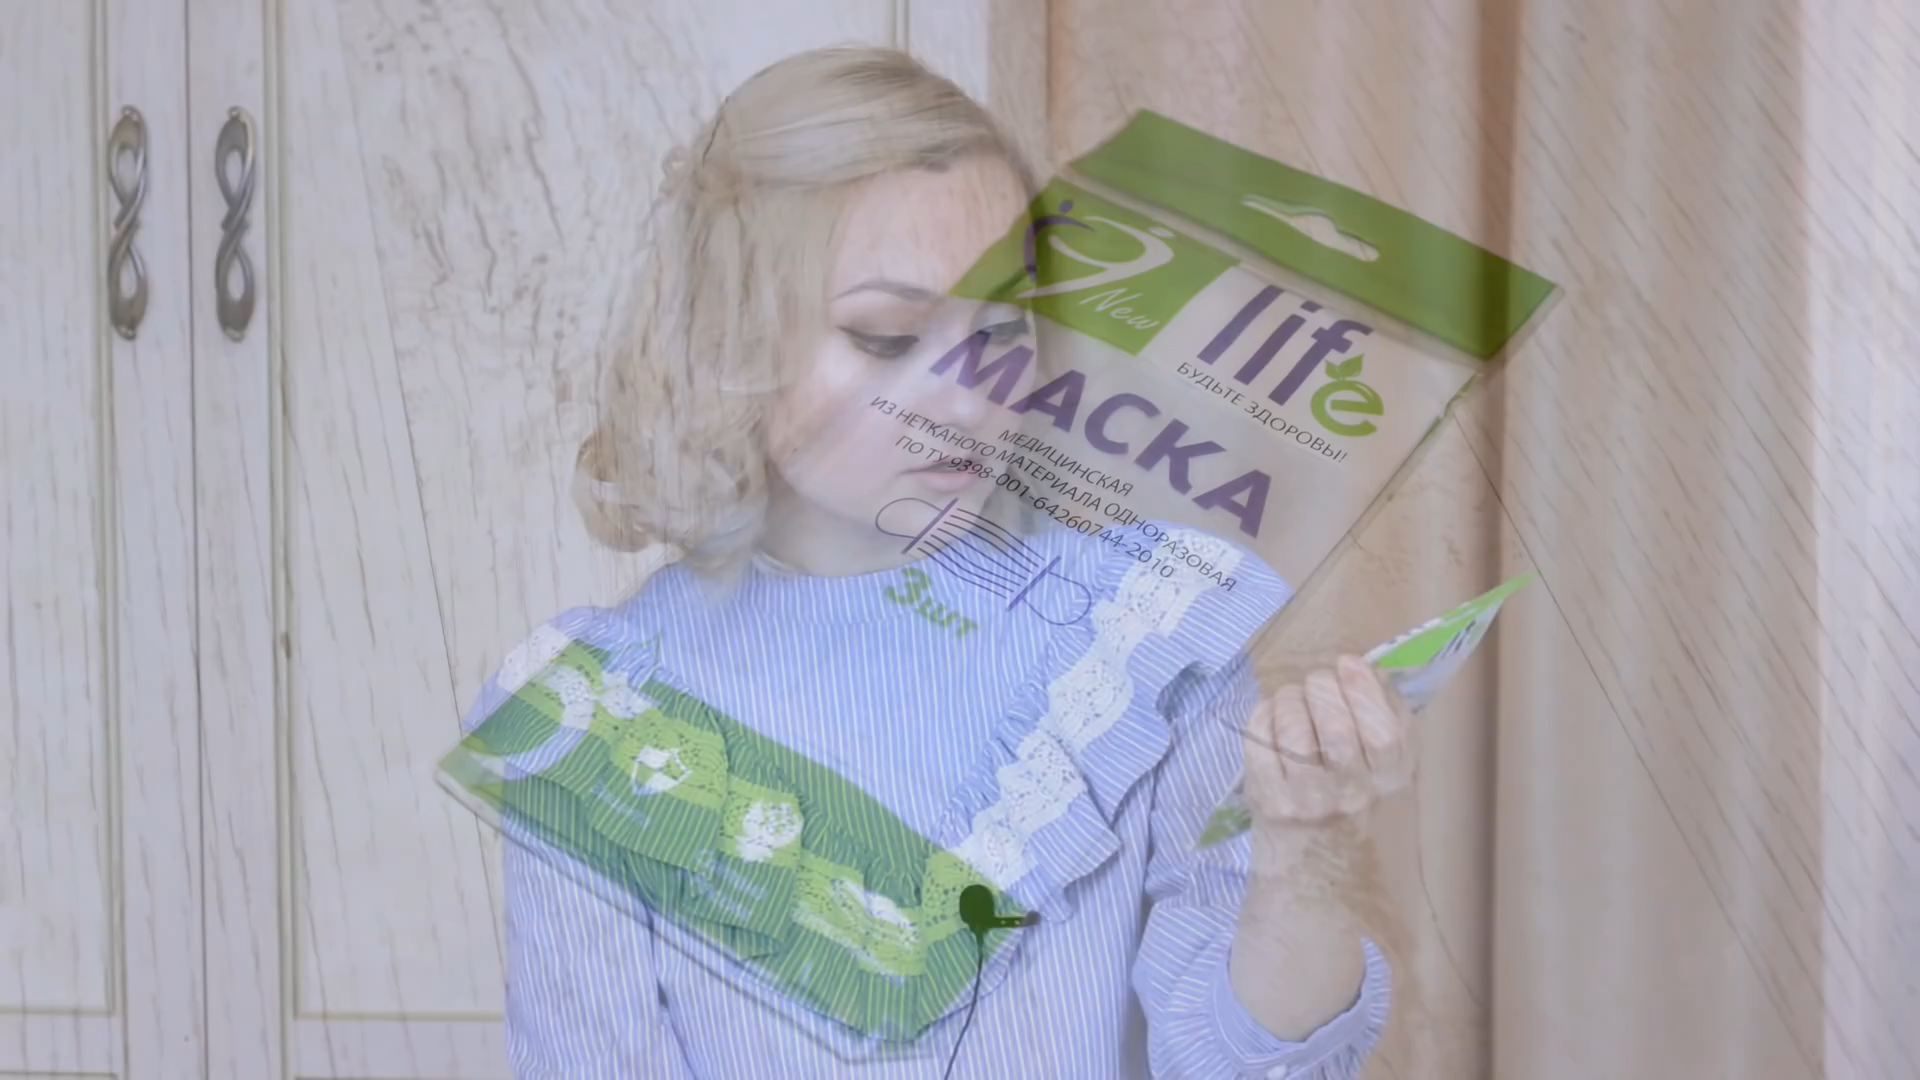 New
life
БУДЬТЕ ЗДОРОВЫ!
МАСКА
МЕДИЦИНСКАЯ
ИЗ НЕТКАНОГО МАТЕРИАЛА ОДНОРАЗОВАЯ
ПО ТУ 9398-001-64260744-2010
3шт